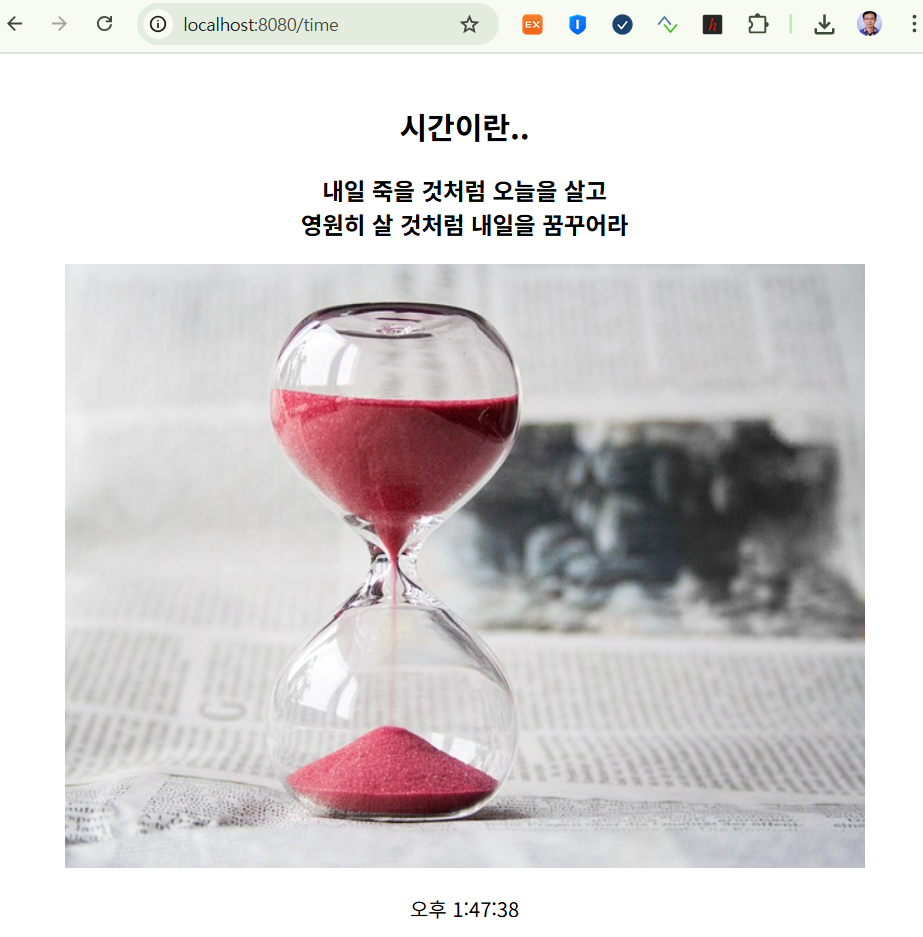 localhost:8080/time
EX
시간이란..
내일 죽을 것처럼 오늘을 살고
영원히 살 것처럼 내일을 꿈꾸어라
오후 1:47:38